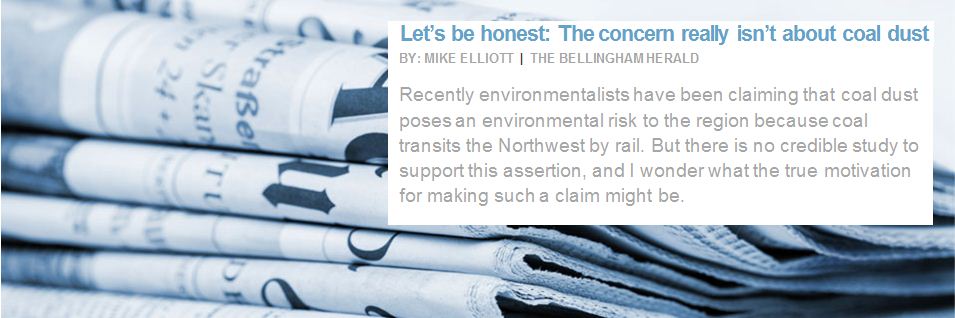 Let's be honest: The concern really isn't about coal dust
BY: MIKE ELLIOTT | THE BELLINGHAM HERALD
Recently environmentalists have been claiming that coal dust
poses an environmental risk to the region because coal
transits the Northwest by rail. But there is no credible study to
support this assertion, and I wonder what the true motivation
for making such a claim might be.
Straße
Skan
24